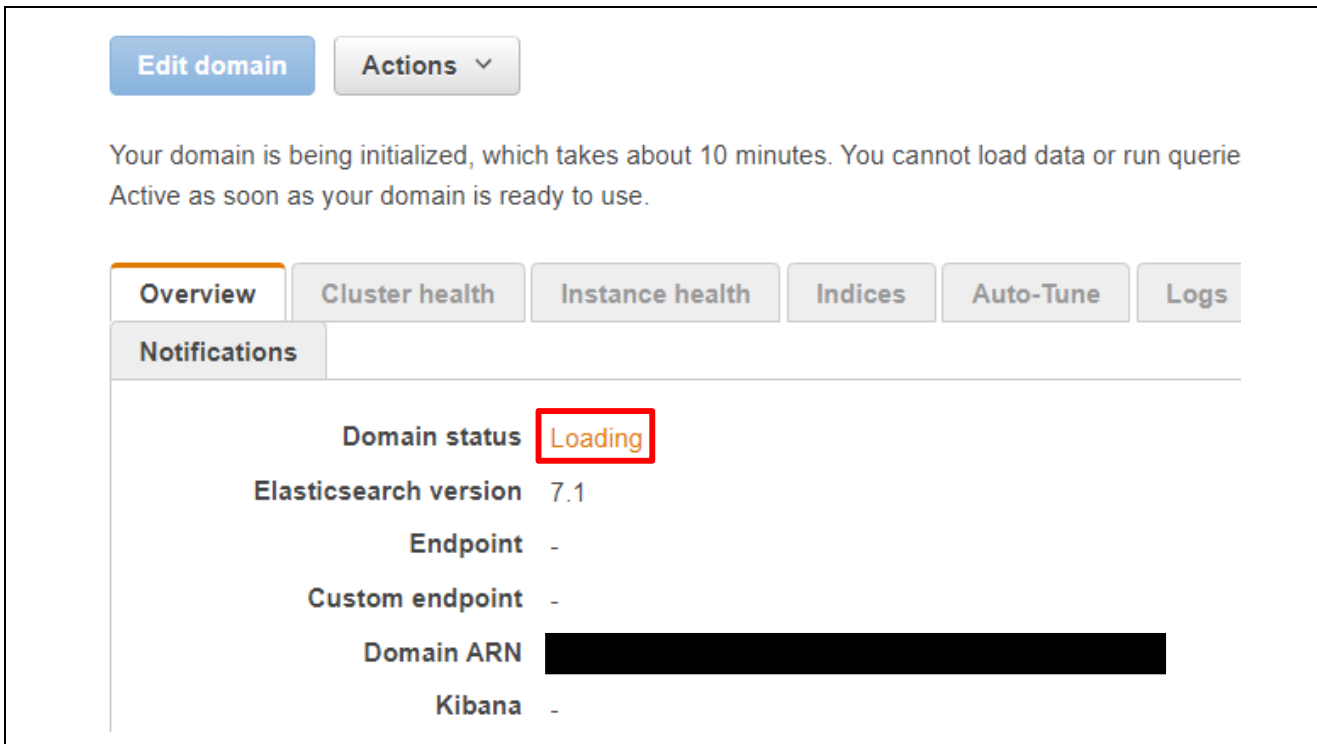 Edit domain Actions
Your domain is being initialized, which takes about 10 minutes. You cannot load data or run querie
Active as soon as your domain is ready to use.
Overview Cluster health Instance health Indices Auto-Tune Logs
Notifications
Domain status Loading
Elasticsearch version 7.1
Endpoint -
Custom endpoint -
Domain ARN
Kibana -